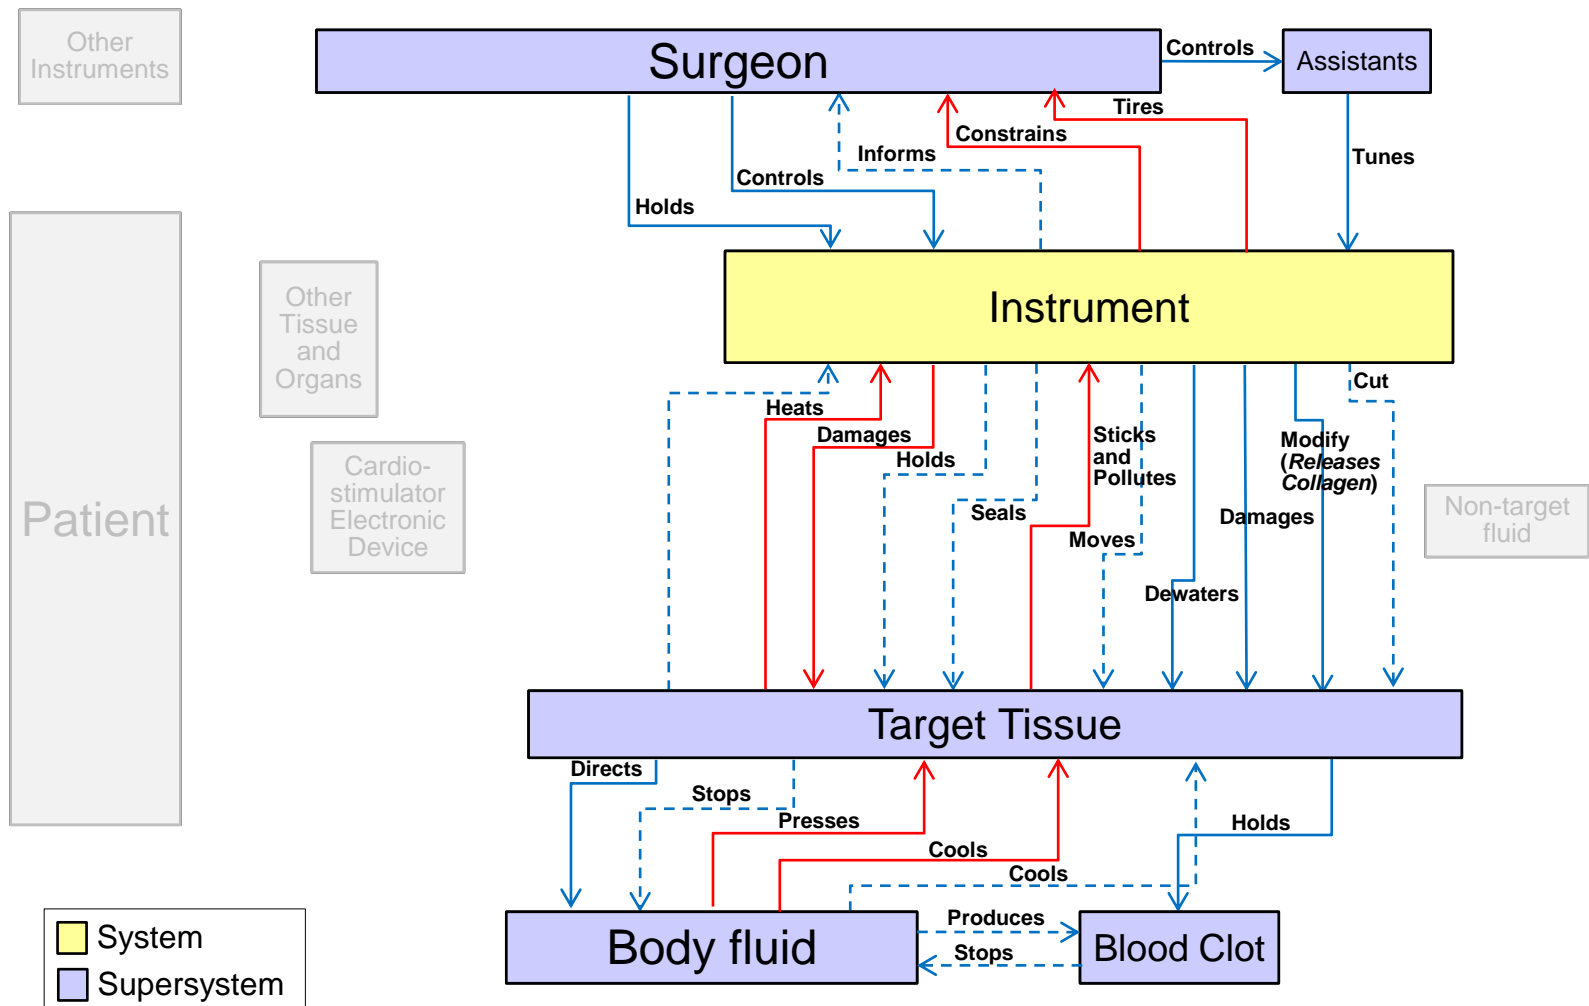 Other
Instruments
Surgeon
Controls
Assistants
Tires
Constrains
Informs
Tunes
Controls
Holds
Instrument
Other
Tissue
and
Organs
Cut
Heats
Damages
Holds
Sticks
and
Pollutes
Modify
(Releases
Collagen)
Cardio-
stimulator
Electronic
Device
Patient
Seals
Moves
Damages
Non-target
fluid
Dewaters
Target Tissue
Directs
Stops
Presses
Holds
Cools
Cools
Body fluid
Produces
Stops
Blood Clot
System
Supersystem